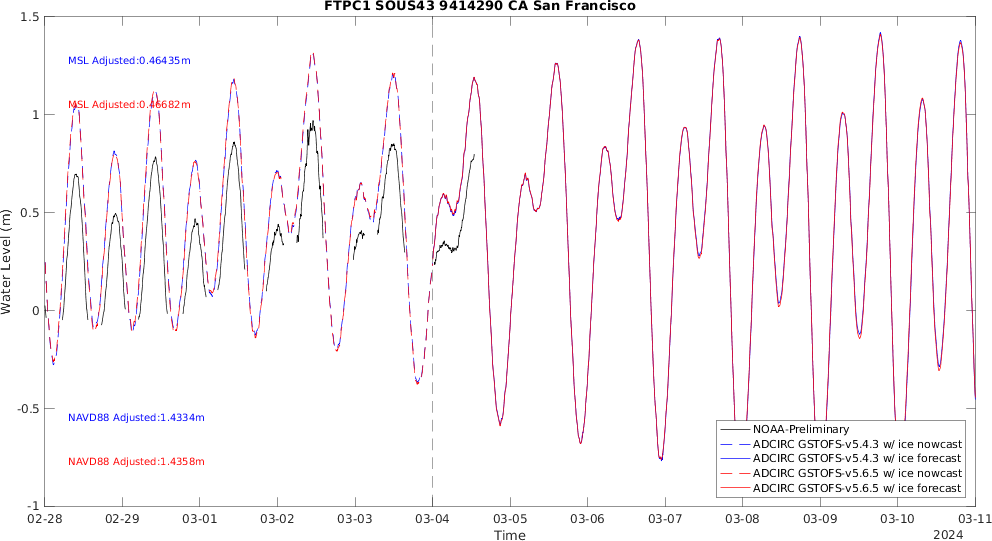 FTPC1 SOUS43 9414290 CA San Francisco
1.5
MSL Adjusted:0.46435m
MSL Adjusted:0.46682m
1
0.5
Water Level (m)
0
-0.5
NAVD88 Adjusted:1.4334m
NAVD88 Adjusted:1.4358m
-1
NOAA-Preliminary
ADCIRC GSTOFS-v5.4.3 w/ ice nowcast
ADCIRC GSTOFS-v5.4.3 w/ ice forecast
ADCIRC GSTOFS-v5.6.5 w/ ice nowcast
ADCIRC GSTOFS-v5.6.5 w/ ice forecast
02-28 02-29 03-01 03-02 03-03 03-04 03-05 03-06 03-07 03-08 03-09 03-10 03-11
Time
2024